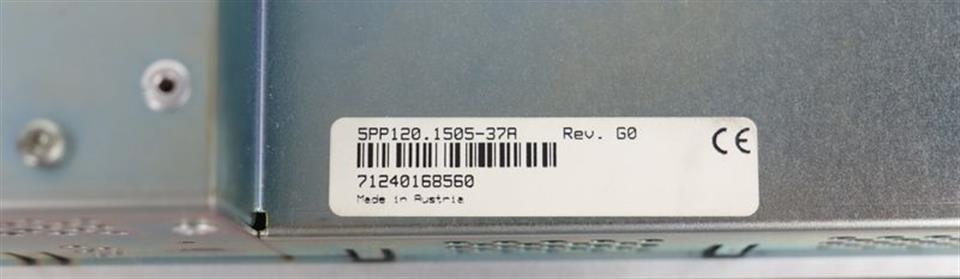 5PP120.1505-37A Rev. G0 CE
71240168560
Made in Austria